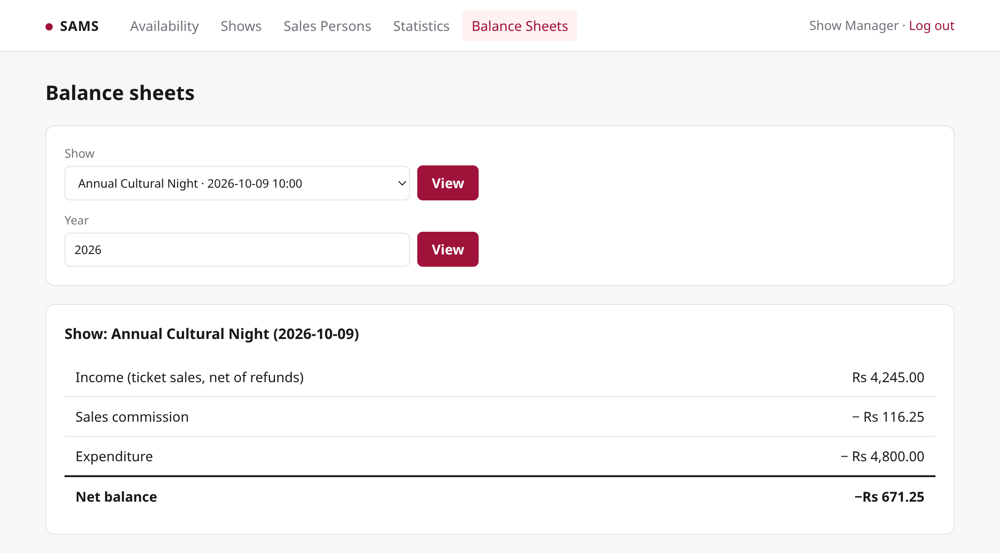 SAMS Availability Shows Sales Persons Statistics Balance Sheets Show Manager · Log out
Balance sheets
Show
Annual Cultural Night · 2026-10-09 10:00 View
Year
2026 View
Show: Annual Cultural Night (2026-10-09)
Income (ticket sales, net of refunds) Rs 4,245.00
Sales commission − Rs 116.25
Expenditure − Rs 4,800.00
Net balance −Rs 671.25